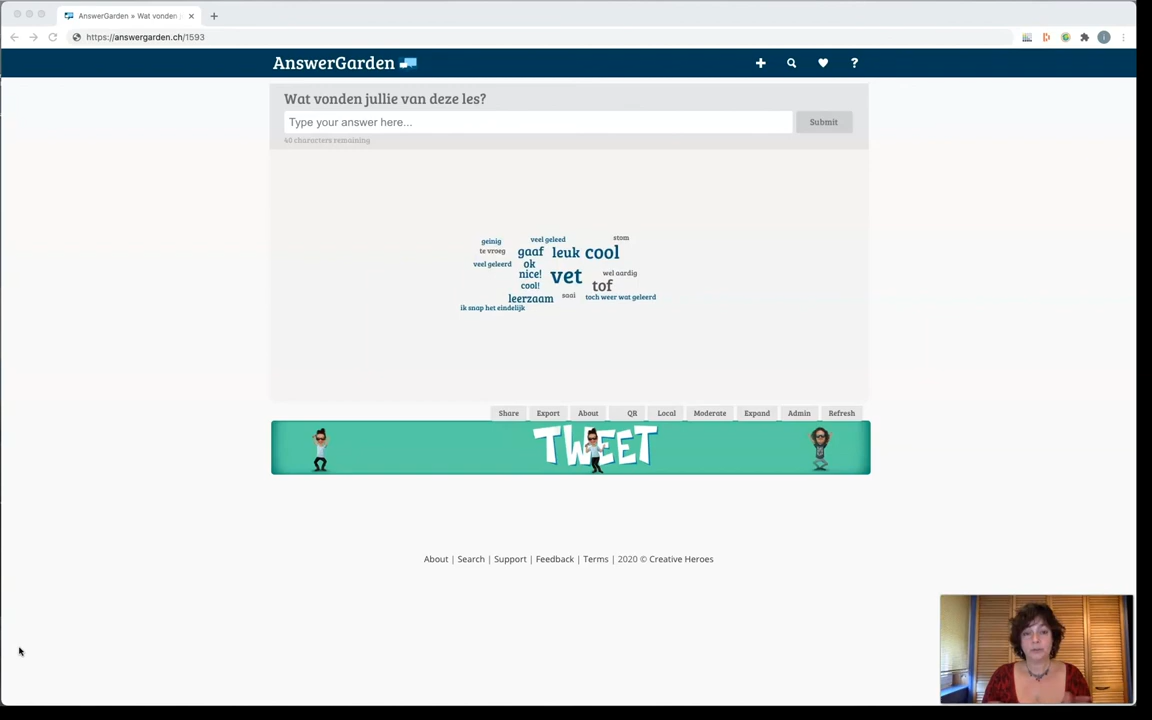 AnswerGarden » Wat vonden
https://answergarden.ch/1593
AnswerGarden
Wat vonden jullie van deze les?
Type your answer here...
Submit
40 characters remaining
geinig
veel geleed
stom
te vroeg
gaaf
leuk
cool
veel geleerd
ok
nice!
vet
wel aardig
cool!
tof
leerzaam
saai
toch weer wat geleerd
ik snap het eindelijk
Share Export About QR Local Moderate Expand Admin Refresh
TWEET
About | Search | Support | Feedback | Terms | 2020 © Creative Heroes